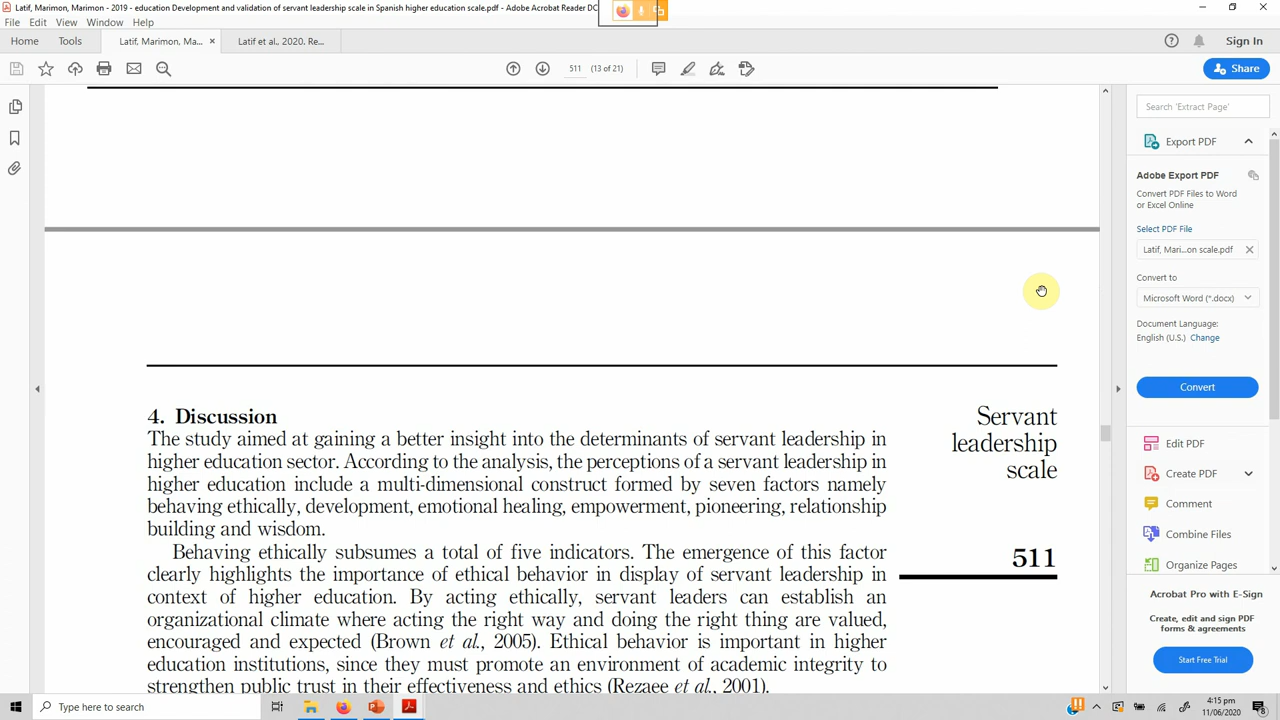 Latif, Marimon, Marimon - 2019 - education Development and validation of servant leadership scale in Spanish higher education scale.pdf - Adobe Acrobat Reader DC
File Edit View Window Help
Home Tools Latif, Marimon, Ma... × Latif et al., 2020. Re... Sign In
511 (13 of 21) Share
Search 'Extract Page'
Export PDF
Adobe Export PDF
Convert PDF Files to Word
or Excel Online
Select PDF File
Latif, Mari...on scale.pdf
Convert to
Microsoft Word (*.docx)
Document Language:
English (U.S.) Change
Convert
Edit PDF
Create PDF
Comment
Combine Files
Organize Pages
Acrobat Pro with E-Sign
Create, edit and sign PDF
forms & agreements
Start Free Trial
4. Discussion
The study aimed at gaining a better insight into the determinants of servant leadership in
higher education sector. According to the analysis, the perceptions of a servant leadership in
higher education include a multi-dimensional construct formed by seven factors namely
behaving ethically, development, emotional healing, empowerment, pioneering, relationship
building and wisdom.
Behaving ethically subsumes a total of five indicators. The emergence of this factor
clearly highlights the importance of ethical behavior in display of servant leadership in
context of higher education. By acting ethically, servant leaders can establish an
organizational climate where acting the right way and doing the right thing are valued,
encouraged and expected (Brown et al., 2005). Ethical behavior is important in higher
education institutions, since they must promote an environment of academic integrity to
strengthen public trust in their effectiveness and ethics (Rezaee et al., 2001).
Servant
leadership
scale
511
Type here to search
4:15 pm
11/06/2020
8